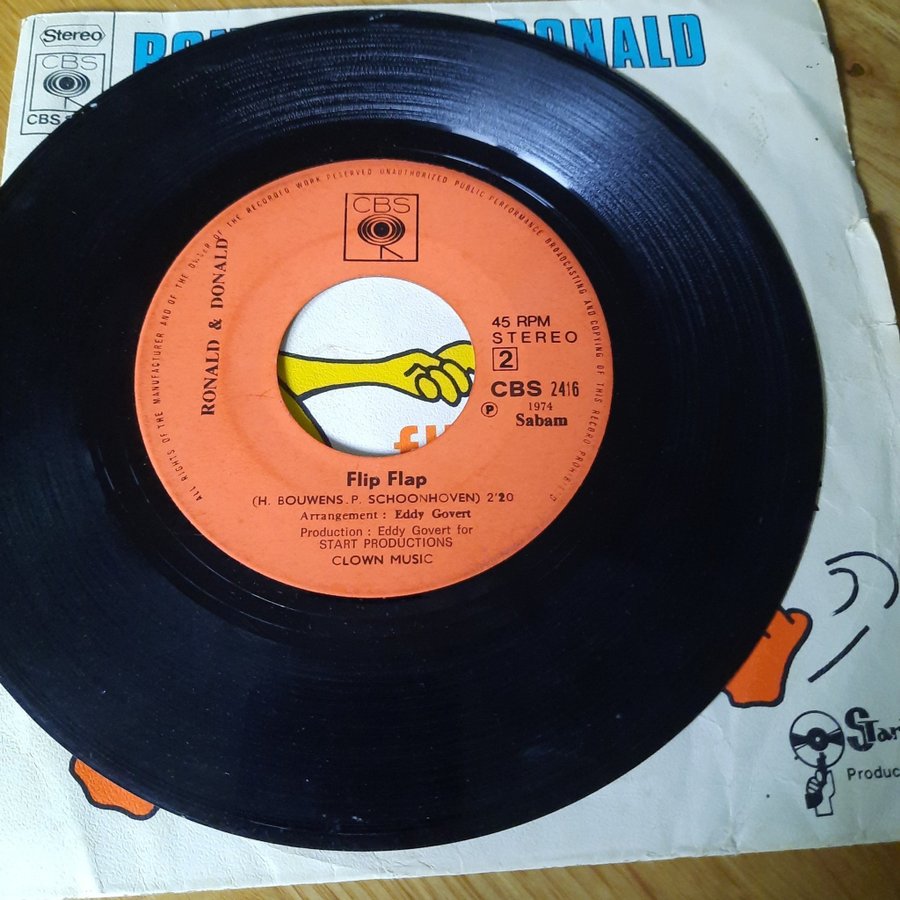 Stereo
CBS
CBS
DONALD
ALL RIGHTS OF THE MANUFACTURER AND OF THE OWNER OF THE RECORDED WORK RESERVED UNAUTHORIZED PUBLIC PERFORMANCE BROADCASTING AND COPYING OF THIS RECORD PROHIBITED
CBS
RONALD & DONALD
45 RPM
STEREO
2
CBS 2416
P 1974
Sabam
Flip Flap
(H. BOUWENS. P. SCHOONHOVEN) 2'20
Arrangement : Eddy Govert
Production : Eddy Govert for
START PRODUCTIONS
CLOWN MUSIC